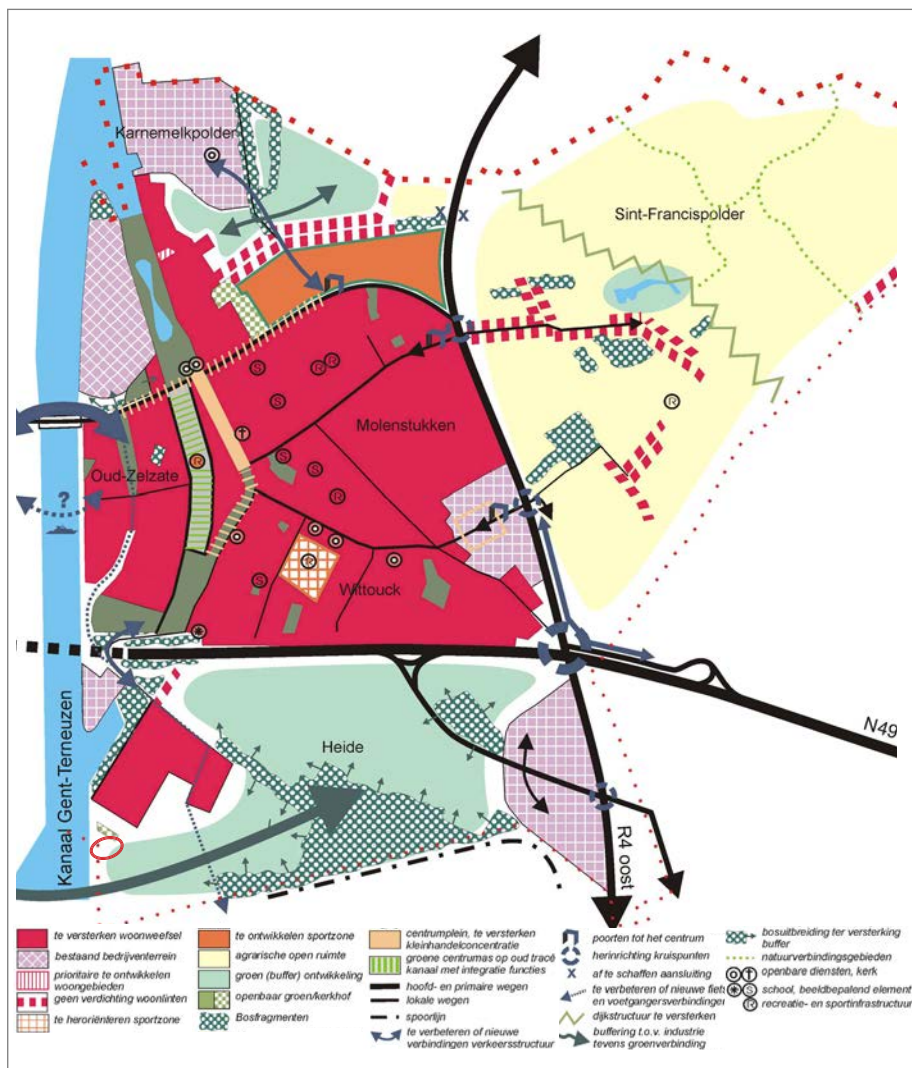 Karnemelkpolder
Sint-Francispolder
x x
S
R R
S
Molenstukken
R
R
Oud-Zelzate
S
S
R
?
R
S
Wittouck
N49
Heide
Kanaal Gent-Terneuzen
R4 oost
te versterken woonweefsel
bestaand bedrijventerrein
prioritaire te ontwikkelen
woongebieden
geen verdichting woonlinten
te heroriënteren sportzone
te ontwikkelen sportzone
agrarische open ruimte
groen (buffer) ontwikkeling
openbaar groen/kerkhof
Bosfragmenten
centrumplein, te versterken
kleinhandelconcentratie
groene centumas op oud tracé
kanaal met integratie functies
hoofd- en primaire wegen
lokale wegen
spoorlijn
te verbeteren of nieuwe
verbindingen verkeersstructuur
poorten tot het centrum
herinrichting kruispunten
x af te schaffen aansluiting
te verbeteren of nieuwe fiets
en voetgangersverbindingen
dijkstructuur te versterken
buffering t.o.v. industrie
tevens groenverbinding
bosuitbreiding ter versterking
buffer
natuurverbindingsgebieden
openbare diensten, kerk
S school, beeldbepalend element
R recreatie- en sportinfrastructuur